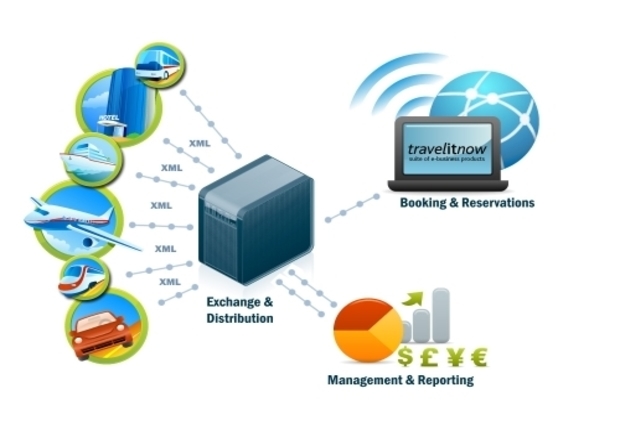 HOTEL
XML
XML
XML
XML
XML
travelitnow
suite of e-business products
Booking & Reservations
Exchange &
Distribution
$ £ ¥ €
Management & Reporting